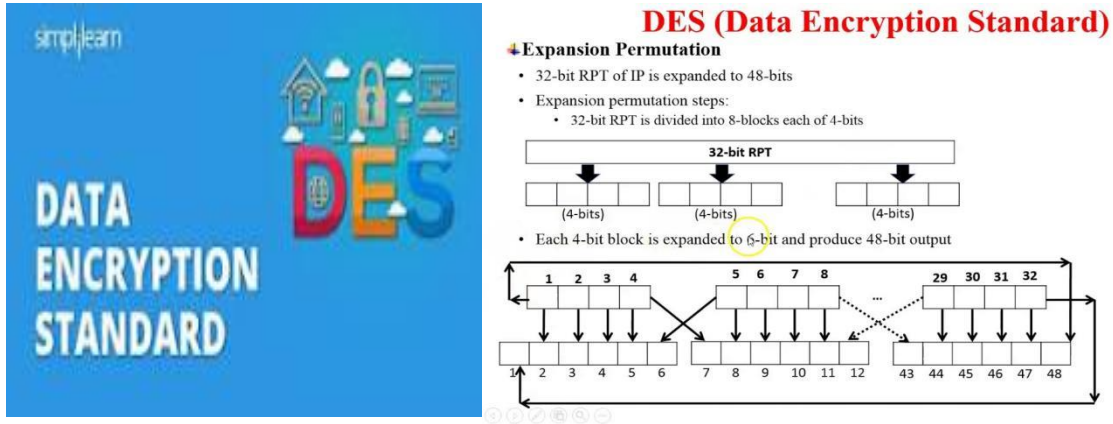 simplilearn
DES
DATA
ENCRYPTION
STANDARD
DES (Data Encryption Standard)
Expansion Permutation
• 32-bit RPT of IP is expanded to 48-bits
• Expansion permutation steps:
• 32-bit RPT is divided into 8-blocks each of 4-bits
32-bit RPT
(4-bits) (4-bits) (4-bits)
• Each 4-bit block is expanded to 6-bit and produce 48-bit output
1 2 3 4 5 6 7 8 ... 29 30 31 32
1 2 3 4 5 6 7 8 9 10 11 12 43 44 45 46 47 48